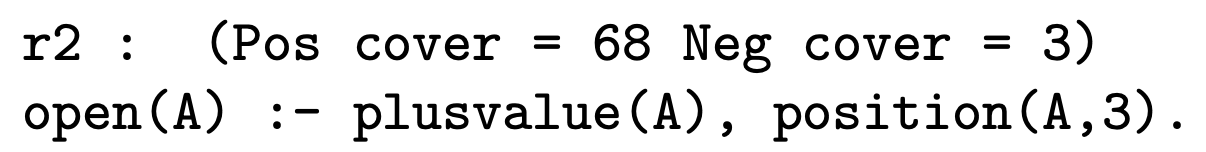 r2 :  (Pos cover = 68 Neg cover = 3)
open(A) :- plusvalue(A), position(A,3).